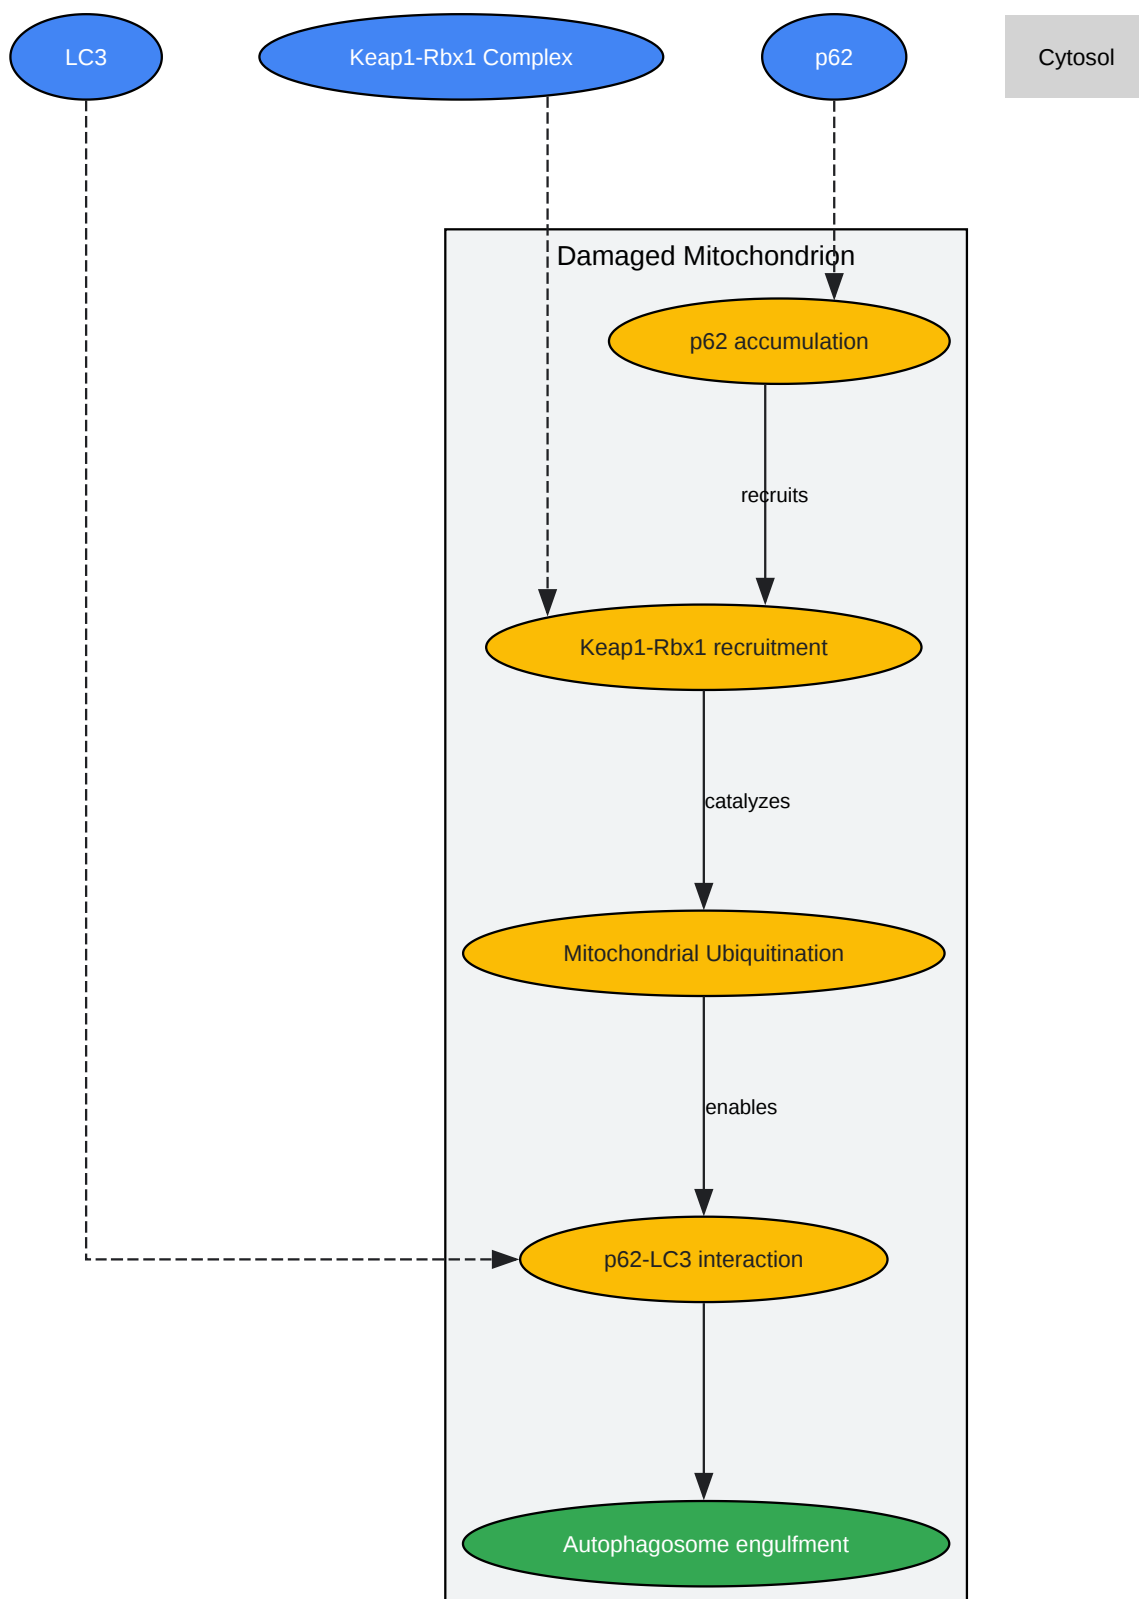 LC3
Keap1-Rbx1 Complex
p62
Cytosol
Damaged Mitochondrion
p62 accumulation
recruits
Keap1-Rbx1 recruitment
catalyzes
Mitochondrial Ubiquitination
enables
p62-LC3 interaction
Autophagosome engulfment